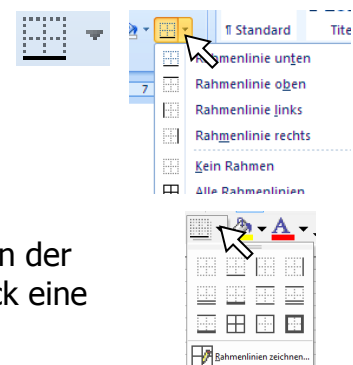 ¶ Standard Tite
7
Rahmenlinie unten
Rahmenlinie oben
Rahmenlinie links
Rahmenlinie rechts
Kein Rahmen
Alle Rahmenlinien
A
n der
ck eine
Rahmenlinien zeichnen...